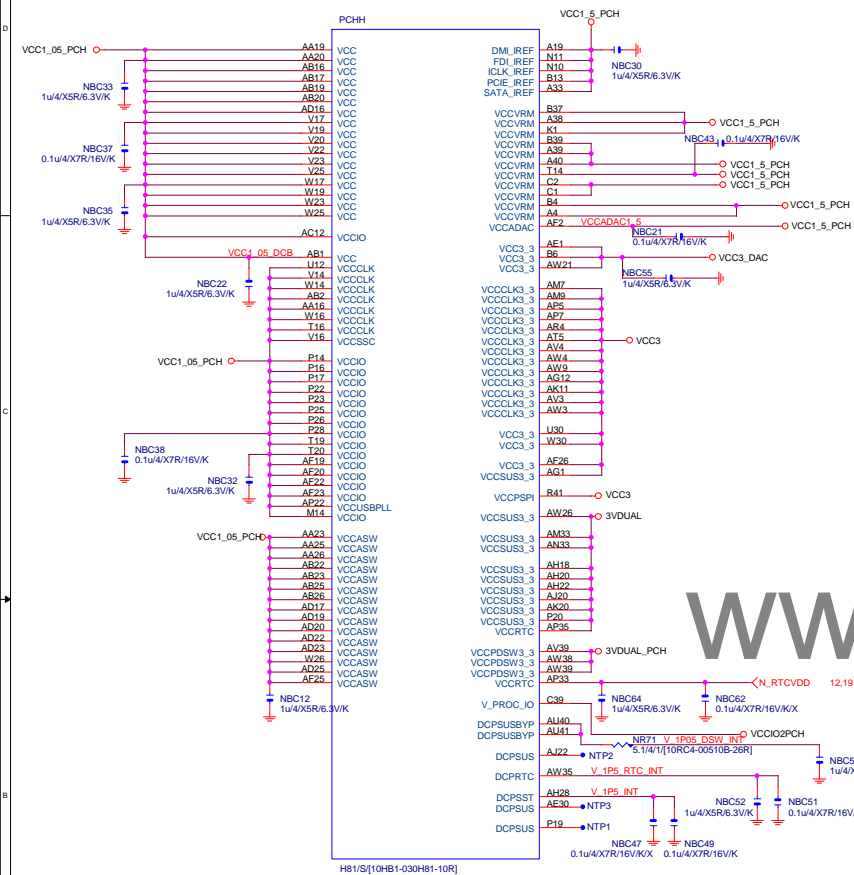 D
PCHH
VCC1_5_PCH
VCC1_05_PCH
AA19 VCC
AA20 VCC
AB16 VCC
AB17 VCC
AB19 VCC
AB20 VCC
AD16 VCC
V17 VCC
V19 VCC
V20 VCC
V22 VCC
V23 VCC
V25 VCC
W17 VCC
W19 VCC
W23 VCC
W25 VCC
AC12 VCCIO
NBC33
1u/4/X5R/6.3V/K
NBC37
0.1u/4/X7R/16V/K
NBC35
1u/4/X5R/6.3V/K
VCC1_05_DCB
AB1 VCC
U12 VCCCLK
V14 VCCCLK
W14 VCCCLK
AB2 VCCCLK
AA16 VCCCLK
W16 VCCCLK
T16 VCCCLK
V16 VCCSSC
NBC22
1u/4/X5R/6.3V/K
VCC1_05_PCH
P14 VCCIO
P16 VCCIO
P17 VCCIO
P22 VCCIO
P23 VCCIO
P25 VCCIO
P26 VCCIO
P28 VCCIO
T19 VCCIO
T20 VCCIO
AF19 VCCIO
AF20 VCCIO
AF22 VCCIO
AF23 VCCIO
AP22 VCCUSBPLL
M14 VCCIO
C
NBC38
0.1u/4/X7R/16V/K
NBC32
1u/4/X5R/6.3V/K
VCC1_05_PCH
AA23 VCCASW
AA25 VCCASW
AA26 VCCASW
AB22 VCCASW
AB23 VCCASW
AB25 VCCASW
AB26 VCCASW
AD17 VCCASW
AD19 VCCASW
AD20 VCCASW
AD22 VCCASW
AD23 VCCASW
W26 VCCASW
AD25 VCCASW
AF25 VCCASW
NBC12
1u/4/X5R/6.3V/K
B
DMI_IREF A19
FDI_IREF N11
ICLK_IREF N10
PCIE_IREF B13
SATA_IREF A33
NBC30
1u/4/X5R/6.3V/K
VCCVRM B37
VCCVRM A38
VCCVRM K1
VCCVRM B39
VCCVRM A39
VCCVRM A40
VCCVRM T14
VCCVRM C2
VCCVRM C1
VCCVRM B4
VCCVRM A4
VCCADAC AF2
VCC1_5_PCH
NBC43 0.1u/4/X7R/16V/K
VCC1_5_PCH
VCC1_5_PCH
VCC1_5_PCH
VCC1_5_PCH
VCCADAC1_5
VCC1_5_PCH
NBC21
0.1u/4/X7R/16V/K
VCC3_3 AE1
VCC3_3 B6
VCC3_3 AW21
VCC3_DAC
NBC55
1u/4/X5R/6.3V/K
VCCCLK3_3 AM7
VCCCLK3_3 AM9
VCCCLK3_3 AP5
VCCCLK3_3 AP7
VCCCLK3_3 AR4
VCCCLK3_3 AT5
VCCCLK3_3 AV4
VCCCLK3_3 AW4
VCCCLK3_3 AW9
VCCCLK3_3 AG12
VCCCLK3_3 AK11
VCCCLK3_3 AV3
VCCCLK3_3 AW3
VCC3
VCC3_3 U30
VCC3_3 W30
VCC3_3 AF26
VCCSUS3_3 AG1
VCCPSPI R41
VCC3
VCCSUS3_3 AW26
3VDUAL
VCCSUS3_3 AM33
VCCSUS3_3 AN33
VCCSUS3_3 AH18
VCCSUS3_3 AH20
VCCSUS3_3 AH22
VCCSUS3_3 AJ20
VCCSUS3_3 AK20
VCCSUS3_3 P20
VCCRTC AP35
VCCPDSW3_3 AV39
VCCPDSW3_3 AW38
VCCPDSW3_3 AW39
VCCRTC AP33
3VDUAL_PCH
N_RTCVDD 12,19
NBC64
1u/4/X5R/6.3V/K
NBC62
0.1u/4/X7R/16V/K/X
V_PROC_IO C39
VCCIO2PCH
DCPSUSBYP AU40
DCPSUSBYP AU41
NR71 V_1P05_DSW_INT
5.1/4/1/[10RC4-00510B-26R]
DCPSUS AJ22
NTP2
NBC5
1u/4/X
DCPRTC AW35
V_1P5_RTC_INT
DCPSST AH28
V_1P5_INT
DCPSUS AE30
NTP3
DCPSUS P19
NTP1
NBC52
1u/4/X5R/6.3V/K
NBC51
0.1u/4/X7R/16V/
NBC47
0.1u/4/X7R/16V/K/X
NBC49
0.1u/4/X7R/16V/K
H81/S/[10HB1-030H81-10R]